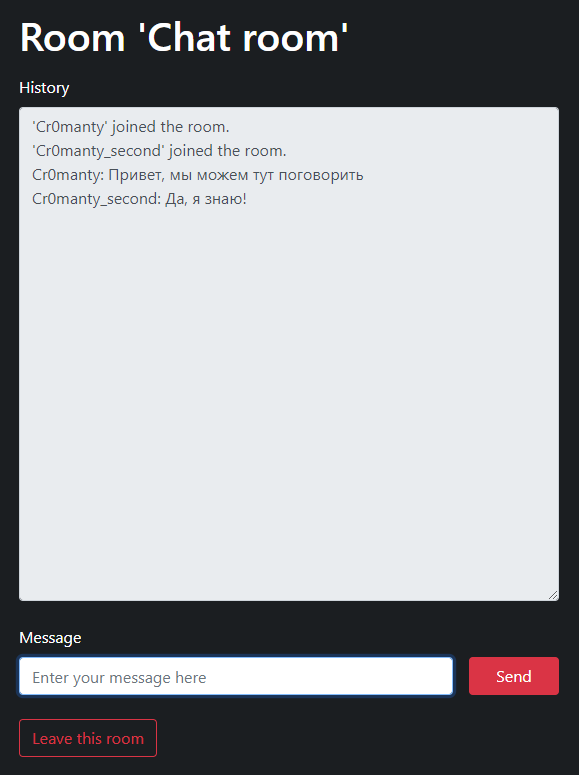 Room 'Chat room'
History
'Cr0manty' joined the room.
'Cr0manty_second' joined the room.
Cr0manty: Привет, мы можем тут поговорить
Cr0manty_second: Да, я знаю!
Message
Enter your message here
Send
Leave this room